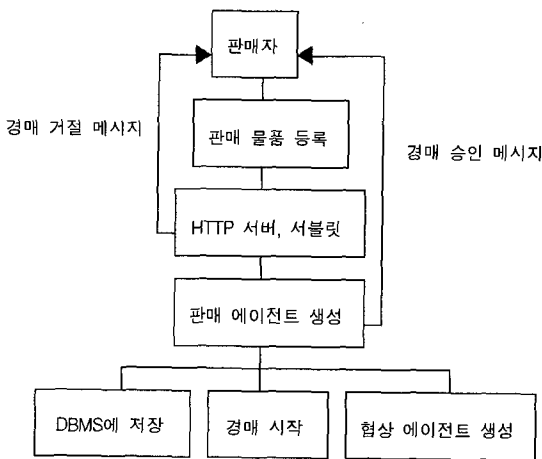 판매자
경매 거절 메시지
판매 물품 등록
경매 승인 메시지
HTTP 서버, 서블릿
판매 에이전트 생성
DBMS에 저장
경매 시작
협상 에이전트 생성